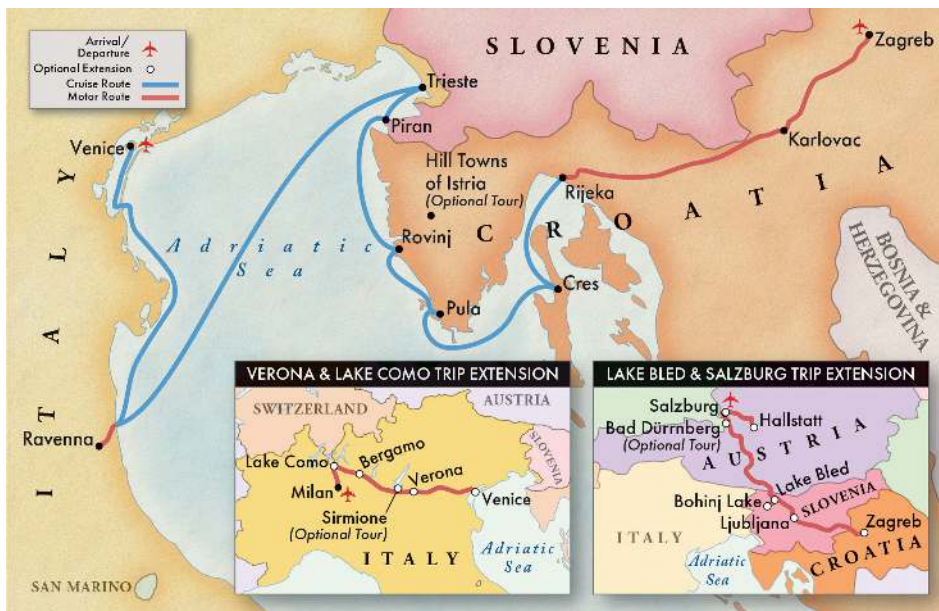 Arrival/
Departure
Optional Extension
Cruise Route
Motor Route
SLOVENIA
Zagreb
Trieste
Piran
Karlovac
Venice
Hill Towns
of Istria
(Optional Tour)
Rijeka
ITALY
CROATIA
Adriatic
Sea
Rovinj
BOSNIA &
HERZEGOVINA
Cres
Pula
Ravenna
SAN MARINO
VERONA & LAKE COMO TRIP EXTENSION
SWITZERLAND
AUSTRIA
SLOVENIA
Lake Como
Bergamo
Milan
Verona
Sirmione
(Optional Tour)
Venice
ITALY
Adriatic
Sea
LAKE BLED & SALZBURG TRIP EXTENSION
Salzburg
Hallstatt
Bad Dürrnberg
(Optional Tour)
AUSTRIA
Lake Bled
Bohinj Lake
SLOVENIA
Ljubljana
Zagreb
ITALY
CROATIA
Adriatic
Sea